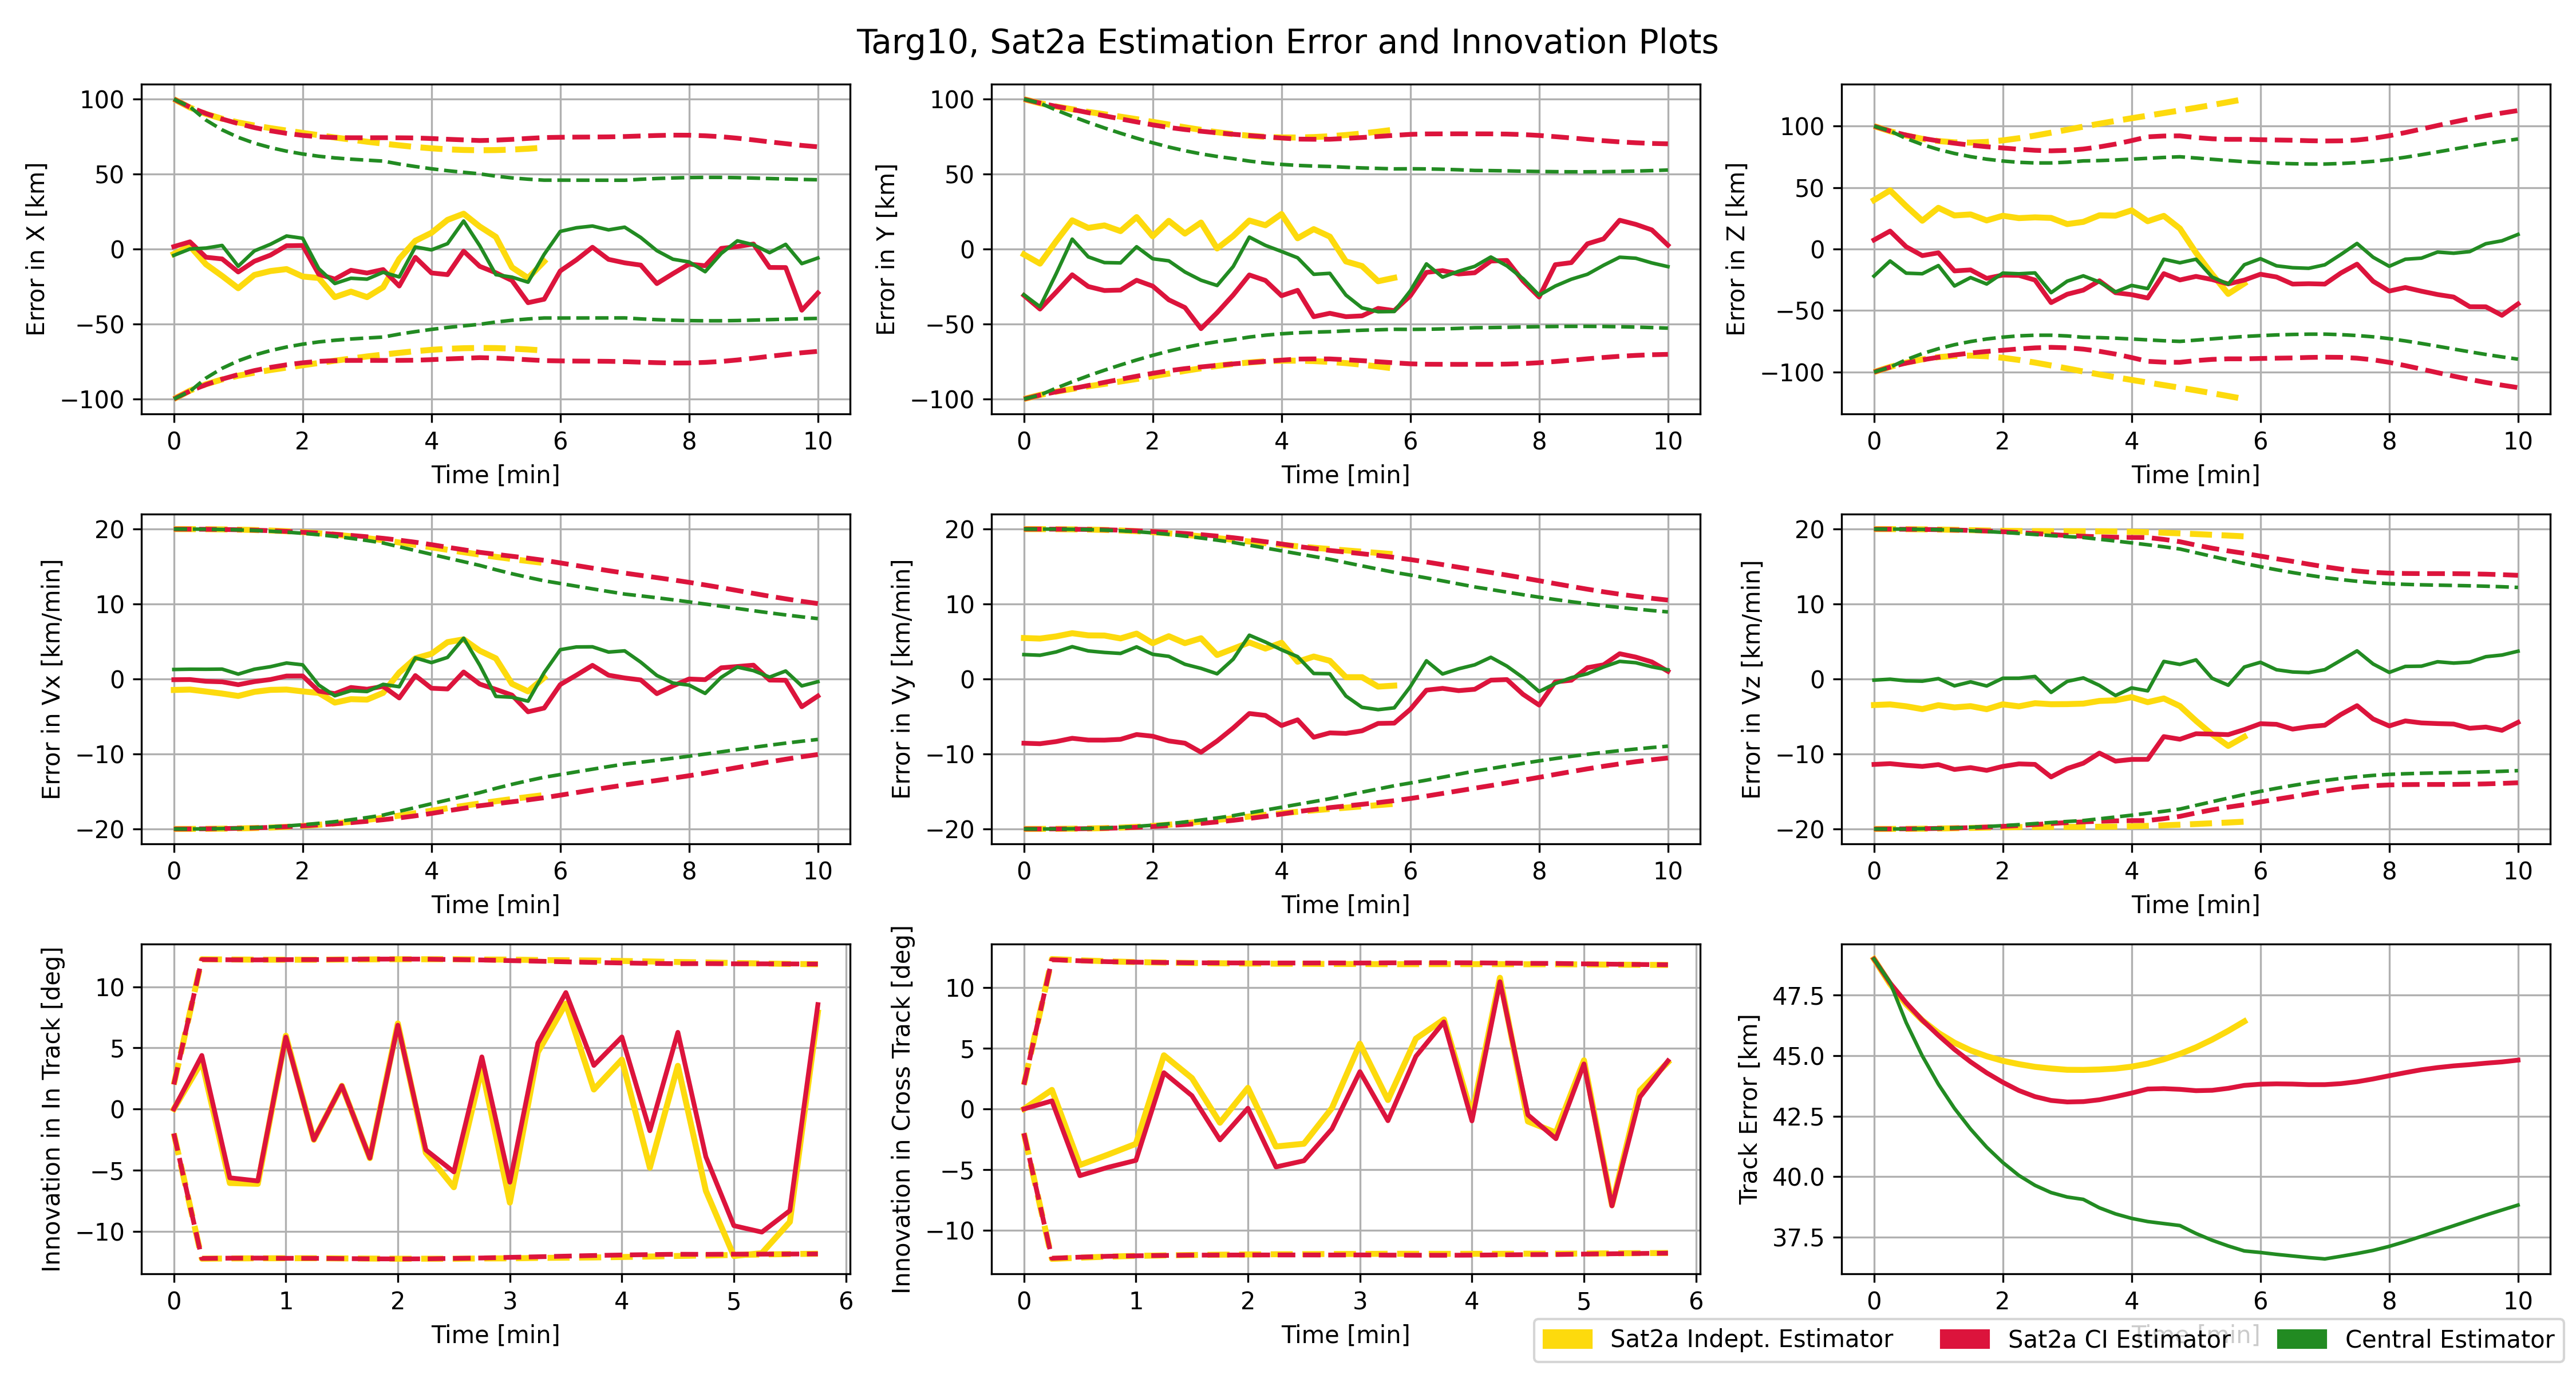 Targ10, Sat2a Estimation Error and Innovation Plots
Error in X [km]
100
50
0
−50
−100
0 2 4 6 8 10
Time [min]
Error in Y [km]
100
50
0
−50
−100
0 2 4 6 8 10
Time [min]
Error in Z [km]
100
50
0
−50
−100
0 2 4 6 8 10
Time [min]
Error in Vx [km/min]
20
10
0
−10
−20
0 2 4 6 8 10
Time [min]
Error in Vy [km/min]
20
10
0
−10
−20
0 2 4 6 8 10
Time [min]
Error in Vz [km/min]
20
10
0
−10
−20
0 2 4 6 8 10
Time [min]
Innovation in In Track [deg]
10
5
0
−5
−10
0 1 2 3 4 5 6
Time [min]
Innovation in Cross Track [deg]
10
5
0
−5
−10
0 1 2 3 4 5 6
Time [min]
Track Error [km]
47.5
45.0
42.5
40.0
37.5
0 2 4 6 8 10
Time [min]
Sat2a Indept. Estimator Sat2a CI Estimator Central Estimator